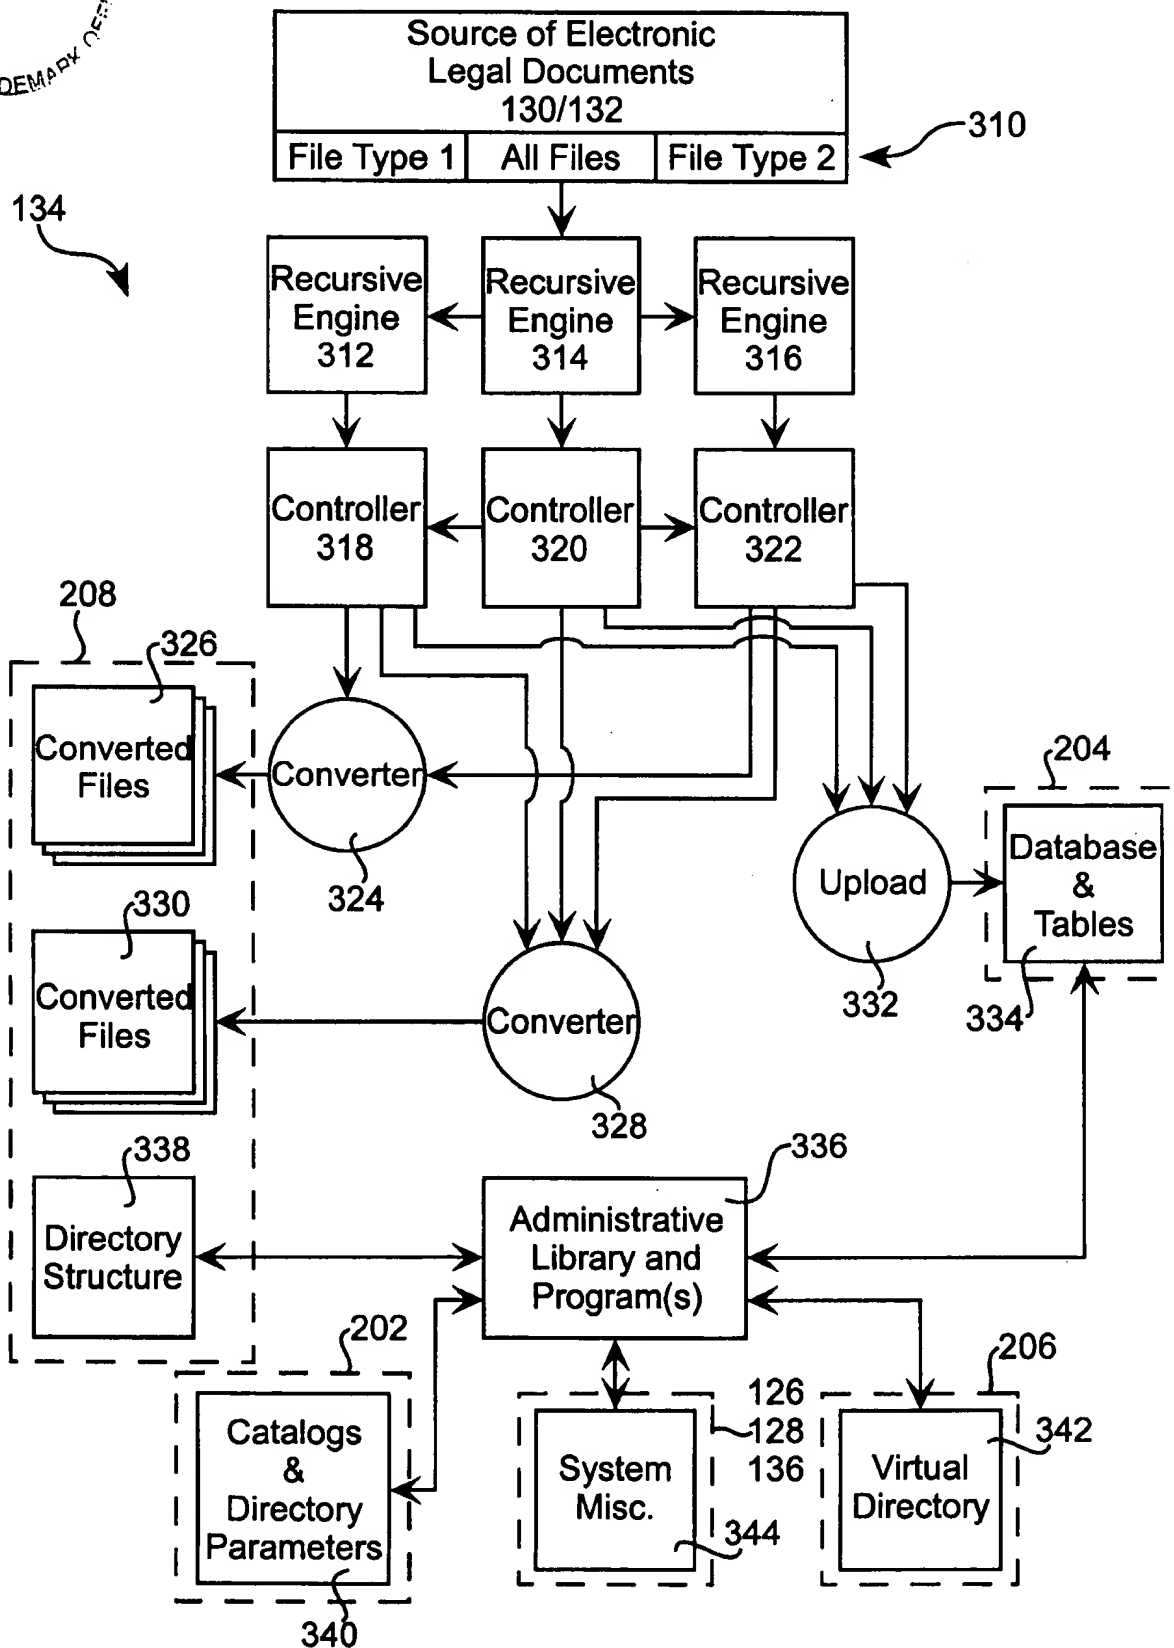 DEMARK OFFI
Source of Electronic
Legal Documents
130/132
File Type 1
All Files
File Type 2
310
134
Recursive
Engine
312
Recursive
Engine
314
Recursive
Engine
316
Controller
318
Controller
320
Controller
322
208
326
Converted
Files
Converter
324
204
Database
&
Tables
334
Upload
332
330
Converted
Files
Converter
328
338
Directory
Structure
336
Administrative
Library and
Program(s)
202
Catalogs
&
Directory
Parameters
340
126
128
136
System
Misc.
344
206
342
Virtual
Directory